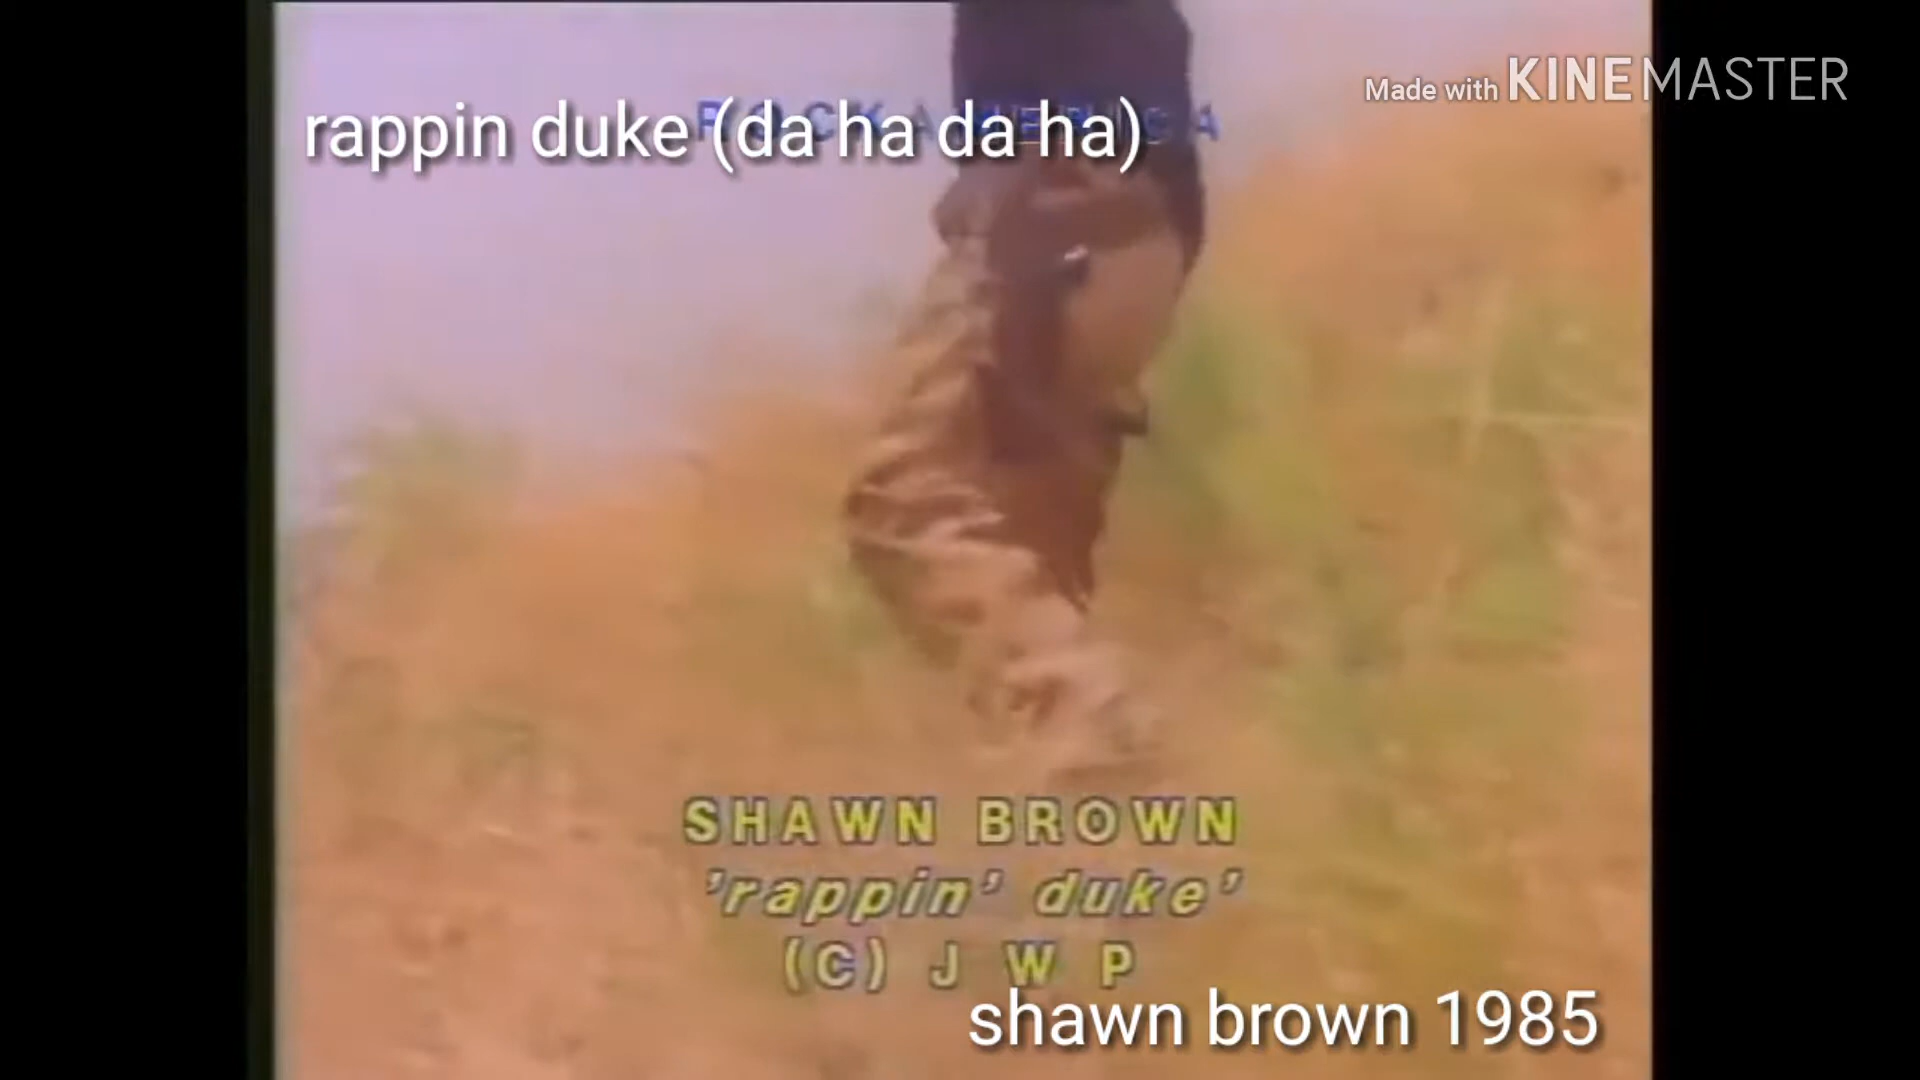 Made with KINEMASTER
rappin duke (da ha da ha)
SHAWN BROWN
'rappin' duke'
(C) J W P
shawn brown 1985